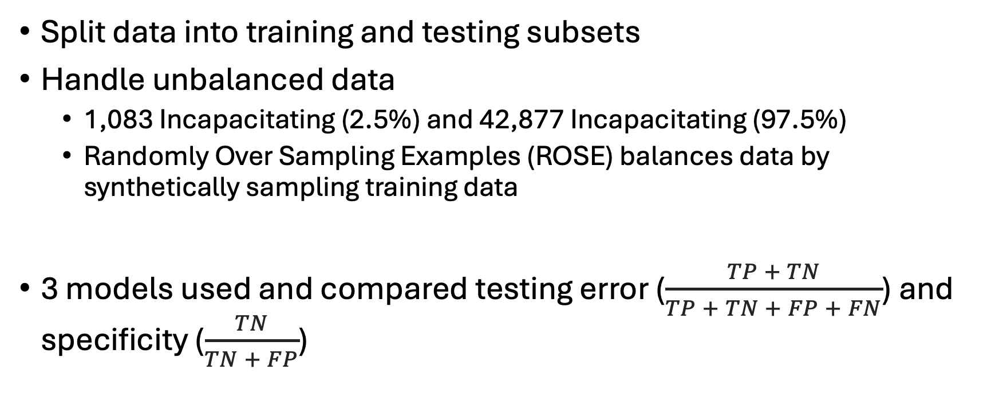 • Split data into training and testing subsets
• Handle unbalanced data
• 1,083 Incapacitating (2.5%) and 42,877 Incapacitating (97.5%)
• Randomly Over Sampling Examples (ROSE) balances data by
synthetically sampling training data
• 3 models used and compared testing error (\frac{TP + TN}{TP + TN + FP + FN}) and
specificity (\frac{TN}{TN + FP})